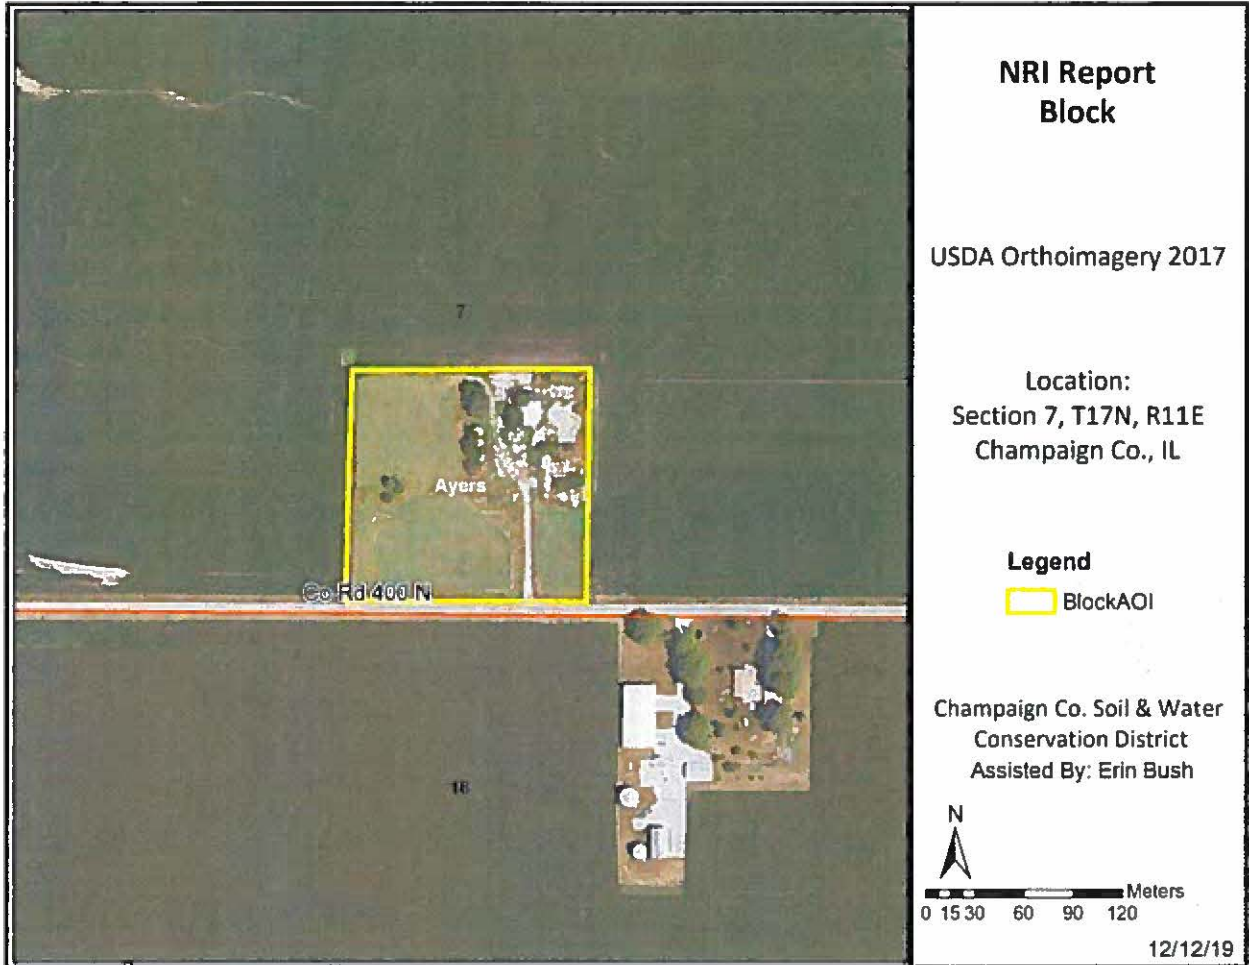 NRI Report
Block
USDA Orthoimagery 2017
Location:
Section 7, T17N, R11E
Champaign Co., IL
Legend
BlockAOI
Champaign Co. Soil & Water
Conservation District
Assisted By: Erin Bush
N
Meters
0 15 30 60 90 120
12/12/19
7
Ayers
Co Rd 400 N
18